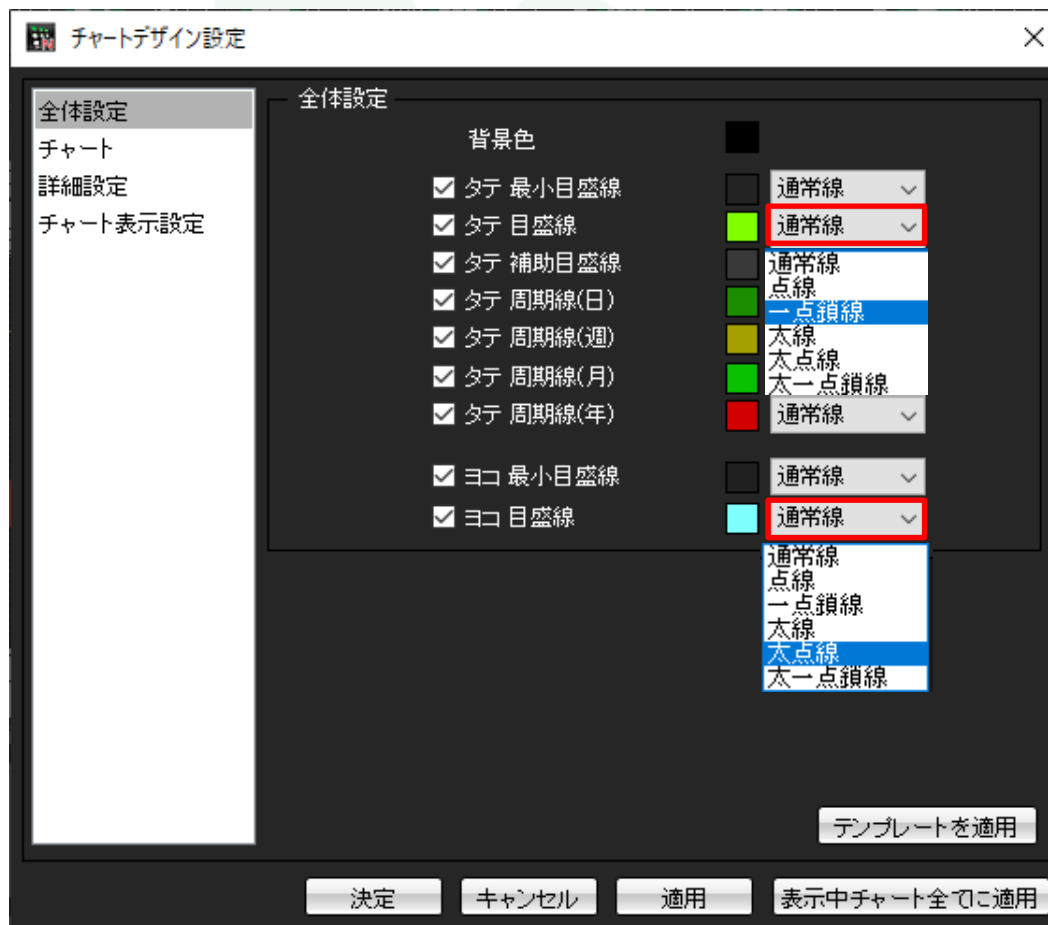 チャートデザイン設定
全体設定
チャート
詳細設定
チャート表示設定
全体設定
背景色
タテ 最小目盛線 通常線
タテ 目盛線 通常線
タテ 補助目盛線
タテ 周期線(日)
タテ 周期線(週)
タテ 周期線(月)
通常線
点線
一点鎖線
太線
太点線
太一点鎖線
タテ 周期線(年) 通常線
ヨコ 最小目盛線 通常線
ヨコ 目盛線 通常線
通常線
点線
一点鎖線
太線
太点線
太一点鎖線
テンプレートを適用
決定 キャンセル 適用 表示中チャート全てに適用